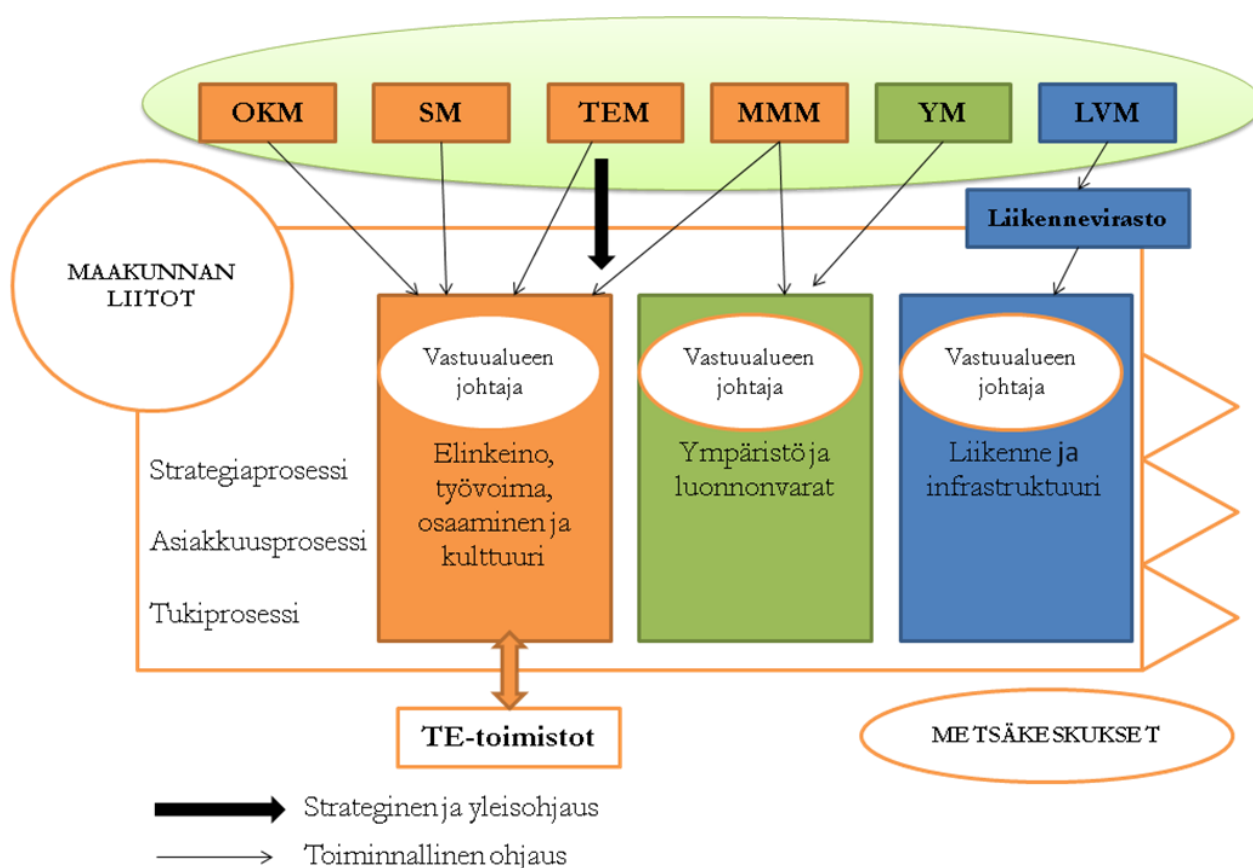 OKM
SM
TEM
MMM
YM
LVM
Liikennevirasto
MAAKUNNAN
LIITOT
Vastuualueen
johtaja
Vastuualueen
johtaja
Vastuualueen
johtaja
Strategiaprosessi
Asiakkuusprosessi
Tukiprosessi
Elinkeino,
työvoima,
osaaminen ja
kulttuuri
Ympäristö ja
luonnonvarat
Liikenne ja
infrastruktuuri
TE-toimistot
METSÄKESKUKSET
Strateginen ja yleisohjaus
Toiminnallinen ohjaus